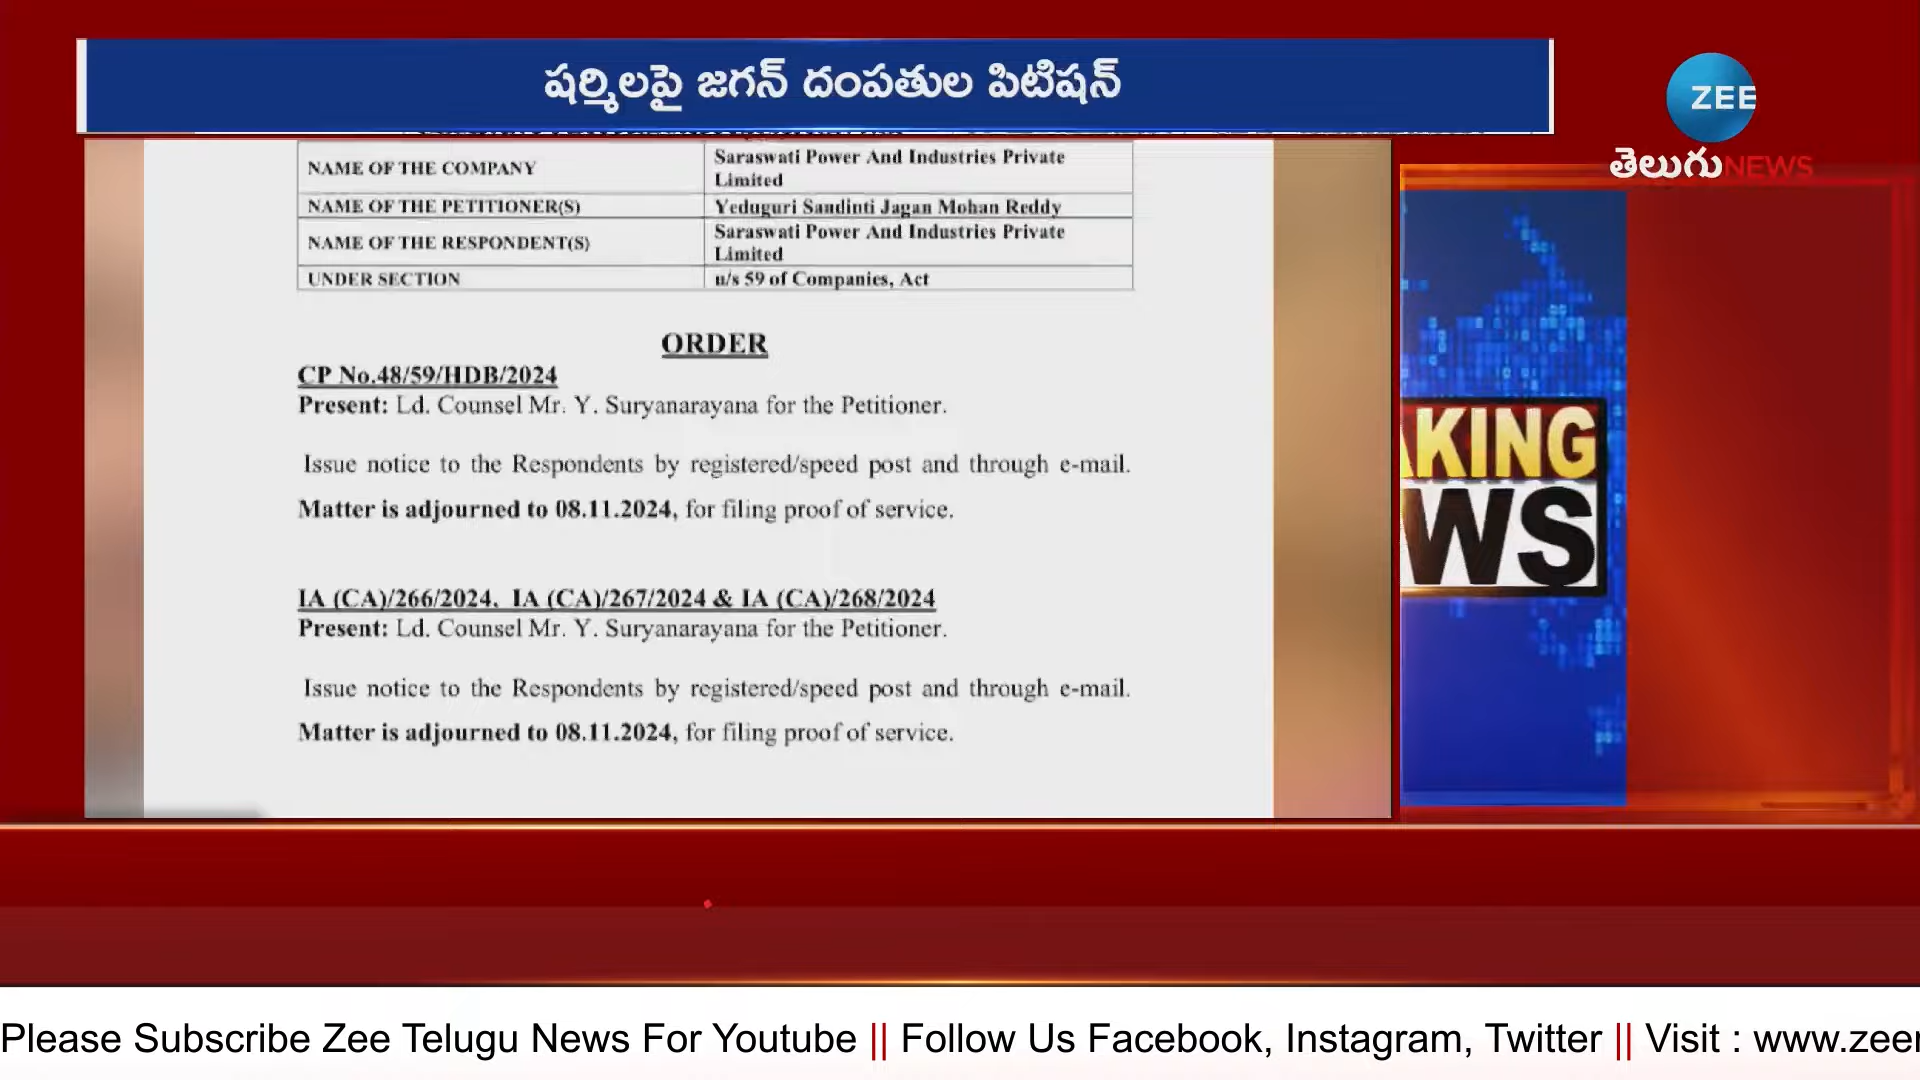 షర్మిలపై జగన్ దంపతుల పిటిషన్
ZEE
తెలుగు NEWS
NAME OF THE COMPANY
Saraswati Power And Industries Private
Limited
NAME OF THE PETITIONER(S)
Yeduguri Sandinti Jagan Mohan Reddy
NAME OF THE RESPONDENT(S)
Saraswati Power And Industries Private
Limited
UNDER SECTION
u/s 59 of Companies, Act
ORDER
CP No.48/59/HDB/2024
Present: Ld. Counsel Mr. Y. Suryanarayana for the Petitioner.
Issue notice to the Respondents by registered/speed post and through e-mail.
Matter is adjourned to 08.11.2024, for filing proof of service.
IA (CA)/266/2024, IA (CA)/267/2024 & IA (CA)/268/2024
Present: Ld. Counsel Mr. Y. Suryanarayana for the Petitioner.
Issue notice to the Respondents by registered/speed post and through e-mail.
Matter is adjourned to 08.11.2024, for filing proof of service.
AKING
WS
Please Subscribe Zee Telugu News For Youtube || Follow Us Facebook, Instagram, Twitter || Visit : www.zee